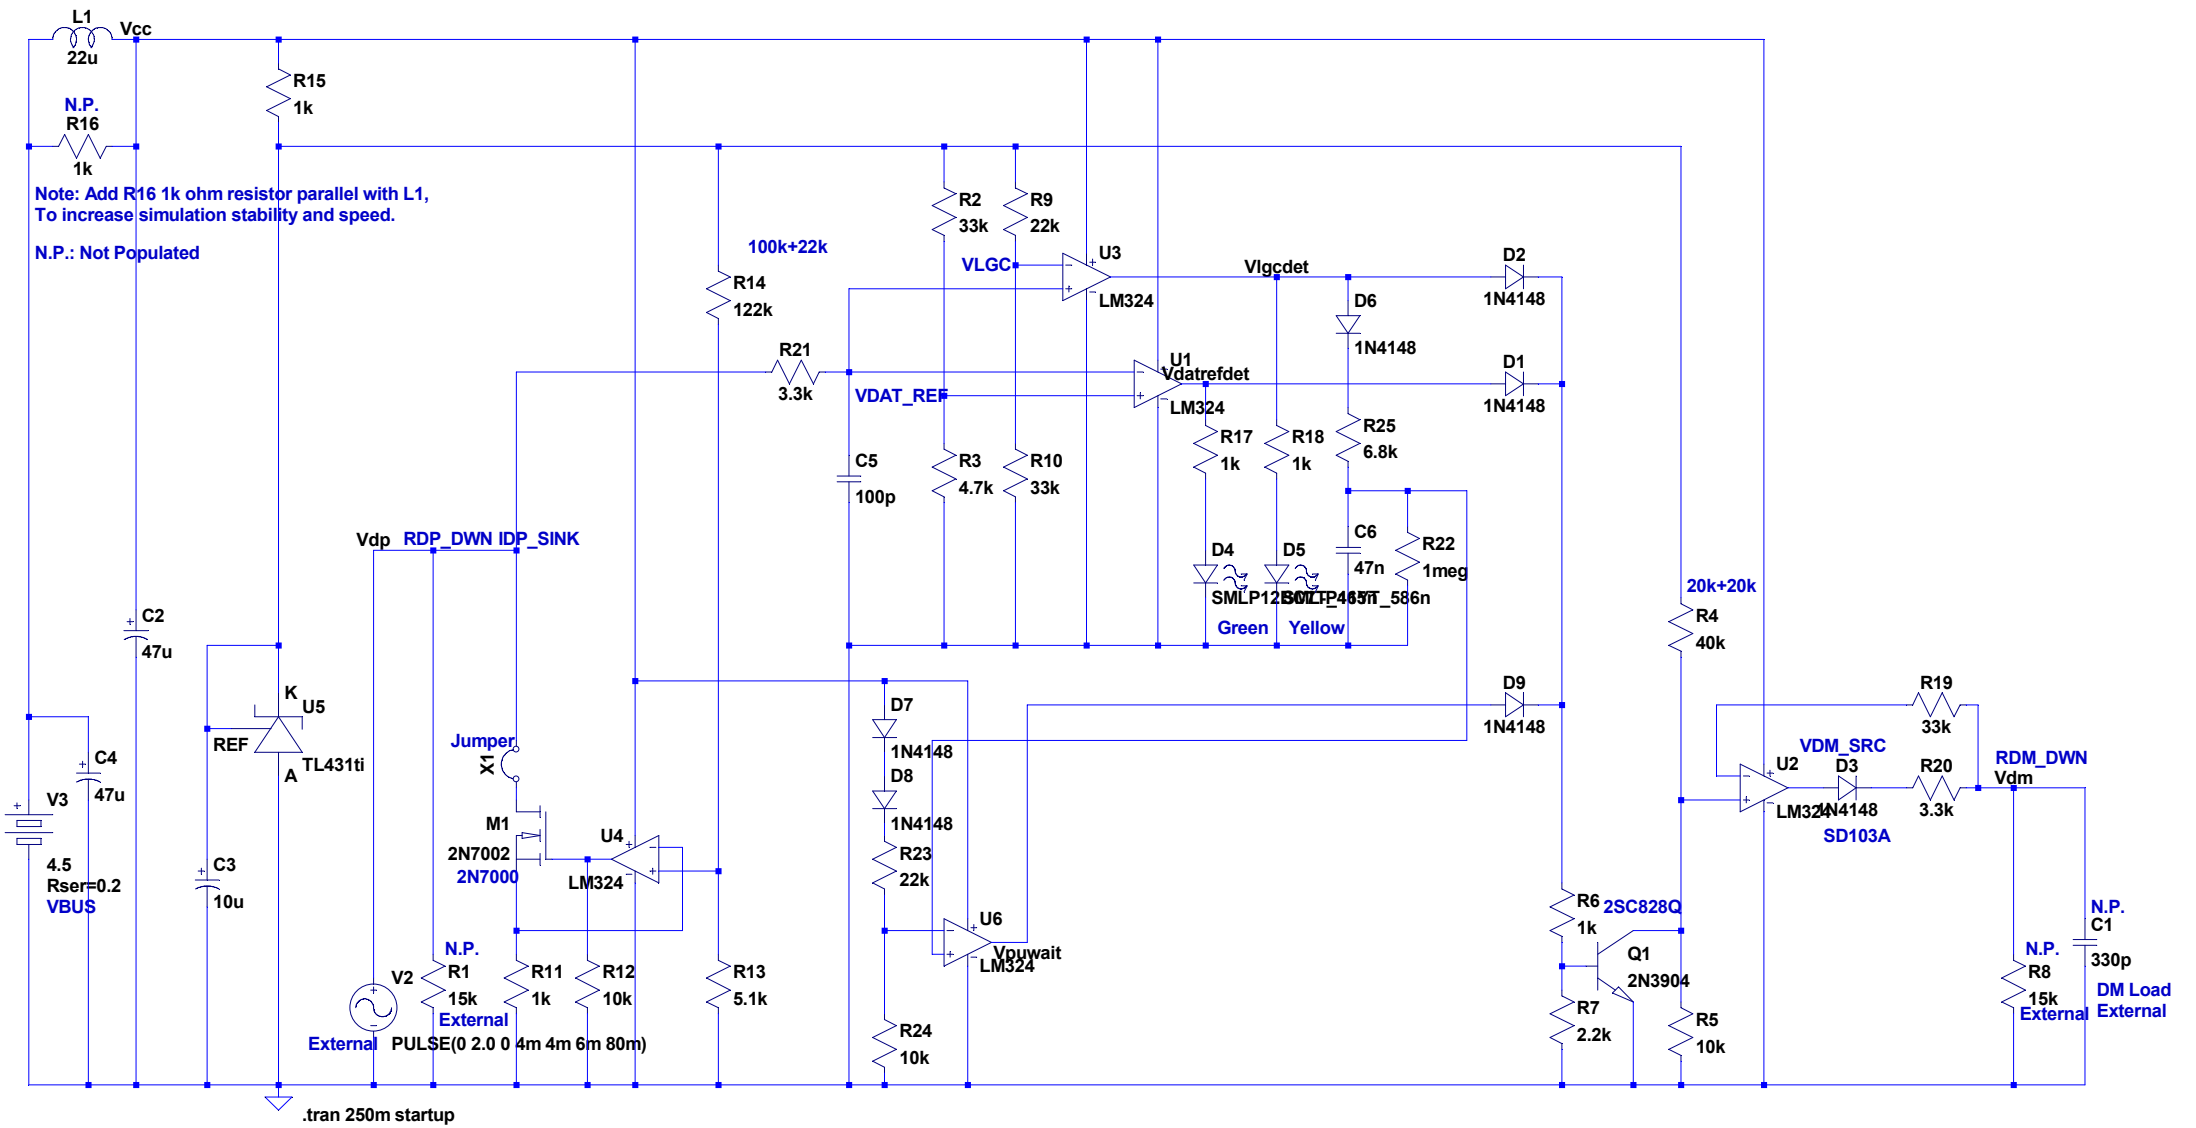 L1
Vcc
22u
R15
1k
N.P.
R16
1k
Note: Add R16 1k ohm resistor parallel with L1,
To increase simulation stability and speed.
N.P.: Not Populated
100k+22k
R14
122k
R2
33k
R9
22k
VLGC
U3
LM324
Vlgcdet
D2
1N4148
D6
1N4148
R21
3.3k
VDAT_REF
U1
Vdatrefdet
LM324
D1
1N4148
R17
1k
R18
1k
R25
6.8k
C5
100p
R3
4.7k
R10
33k
Vdp
RDP_DWN IDP_SINK
D4
D5
C6
47n
R22
1meg
Green
Yellow
20k+20k
R4
40k
C2
47u
K
U5
REF
A
TL431ti
C4
47u
V3
4.5
Rser=0.2
VBUS
C3
10u
Jumper
X1
M1
2N7002
2N7000
U4
LM324
D7
1N4148
D8
1N4148
R23
22k
D9
1N4148
R19
33k
VDM_SRC
D3
1N4148
SD103A
U2
LM324
R20
3.3k
RDM_DWN
Vdm
U6
Vpuwait
LM324
R6
1k
2SC828Q
Q1
2N3904
N.P.
C1
330p
DM Load
External
N.P.
R8
15k
External
N.P.
R1
15k
External
V2
External
PULSE(0 2.0 0 4m 4m 6m 80m)
R11
1k
R12
10k
R13
5.1k
R24
10k
R7
2.2k
R5
10k
.tran 250m startup